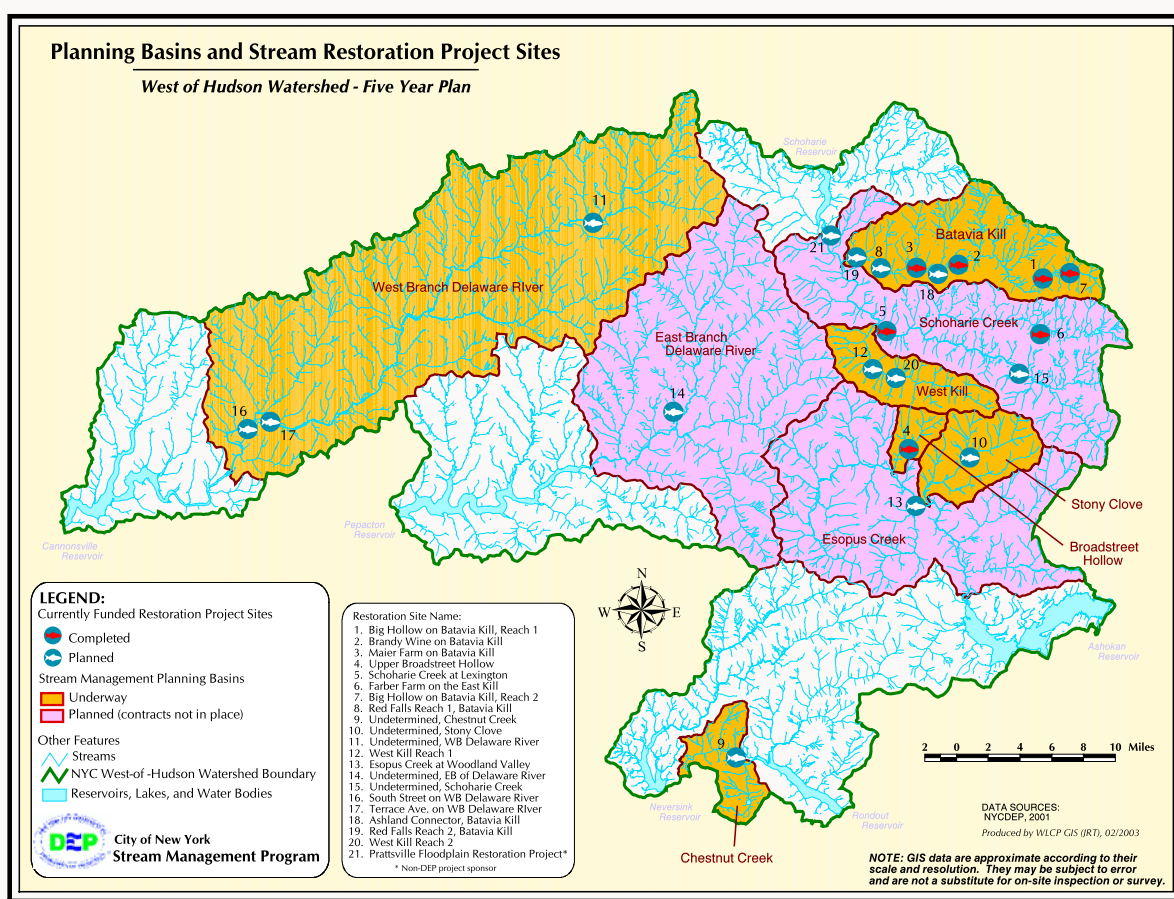 Planning Basins and Stream Restoration Project Sites
West of Hudson Watershed - Five Year Plan
Schoharie
Reservoir
11
21
19
8
3
Batavia Kill
2
18
1
7
West Branch Delaware RIver
5
Schoharie Creek
6
East Branch
Delaware River
12
20
15
West Kill
14
16
17
4
10
13
Stony Clove
Esopus Creek
Broadstreet
Hollow
Pepacton
Reservoir
Cannonsville
Reservoir
Ashokan
Reservoir
N
W
E
S
LEGEND:
Currently Funded Restoration Project Sites
Completed
Planned
Stream Management Planning Basins
Underway
Planned (contracts not in place)
Other Features
Streams
NYC West-of -Hudson Watershed Boundary
Reservoirs, Lakes, and Water Bodies
DEP
City of New York
Stream Management Program
Restoration Site Name:
1. Big Hollow on Batavia Kill, Reach 1
2. Brandy Wine on Batavia Kill
3. Maier Farm on Batavia Kill
4. Upper Broadstreet Hollow
5. Schoharie Creek at Lexington
6. Farber Farm on the East Kill
7. Big Hollow on Batavia Kill, Reach 2
8. Red Falls Reach 1, Batavia Kill
9. Undetermined, Chestnut Creek
10. Undetermined, Stony Clove
11. Undetermined, WB Delaware River
12. West Kill Reach 1
13. Esopus Creek at Woodland Valley
14. Undetermined, EB of Delaware River
15. Undetermined, Schoharie Creek
16. South Street on WB Delaware River
17. Terrace Ave. on WB Delaware RIver
18. Ashland Connector, Batavia Kill
19. Red Falls Reach 2, Batavia Kill
20. West Kill Reach 2
21. Prattsville Floodplain Restoration Project*
* Non-DEP project sponsor
9
Neversink
Reservoir
Rondout
Reservoir
Chestnut Creek
2 0 2 4 6 8 10 Miles
DATA SOURCES:
NYCDEP, 2001
Produced by WLCP GIS (JRT), 02/2003
NOTE: GIS data are approximate according to their
scale and resolution. They may be subject to error
and are not a substitute for on-site inspection or survey.